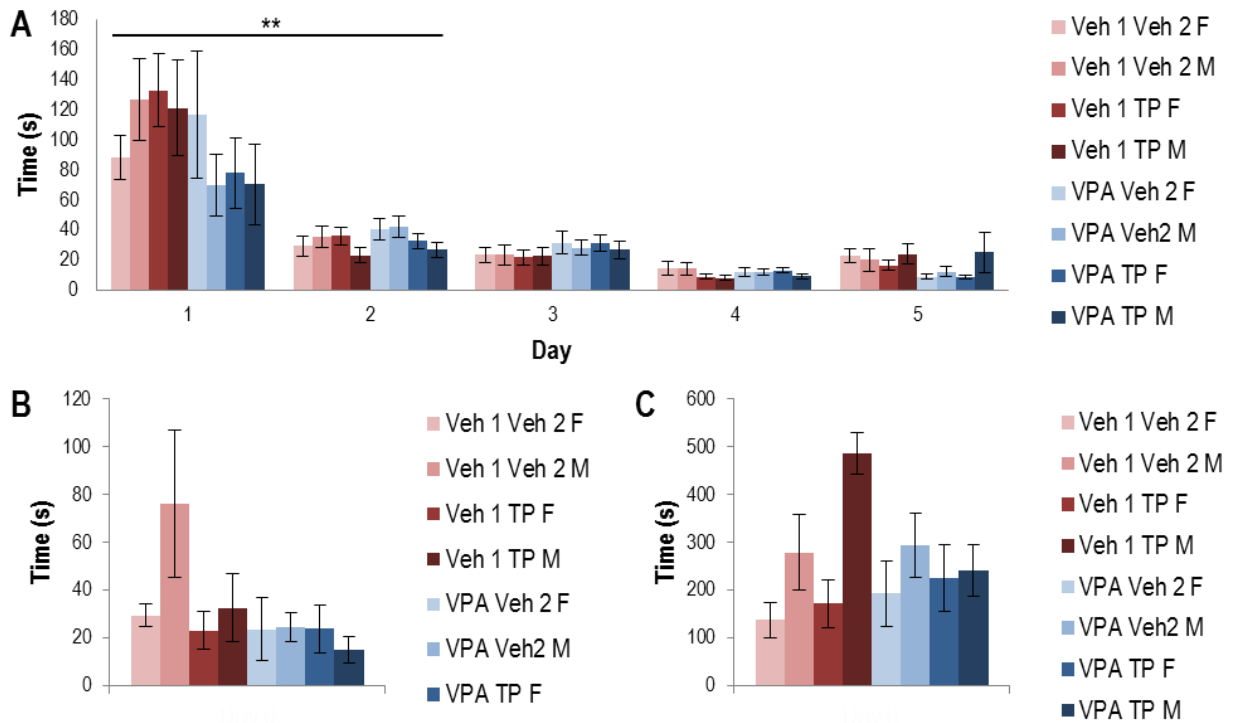 A
**
Time (s)
180
160
140
120
100
80
60
40
20
0
1 2 3 4 5
Day
Veh 1 Veh 2 F
Veh 1 Veh 2 M
Veh 1 TP F
Veh 1 TP M
VPA Veh 2 F
VPA Veh2 M
VPA TP F
VPA TP M
B
Time (s)
120
100
80
60
40
20
0
Veh 1 Veh 2 F
Veh 1 Veh 2 M
Veh 1 TP F
Veh 1 TP M
VPA Veh 2 F
VPA Veh2 M
VPA TP F
C
Time (s)
600
500
400
300
200
100
0
Veh 1 Veh 2 F
Veh 1 Veh 2 M
Veh 1 TP F
Veh 1 TP M
VPA Veh 2 F
VPA Veh2 M
VPA TP F
VPA TP M